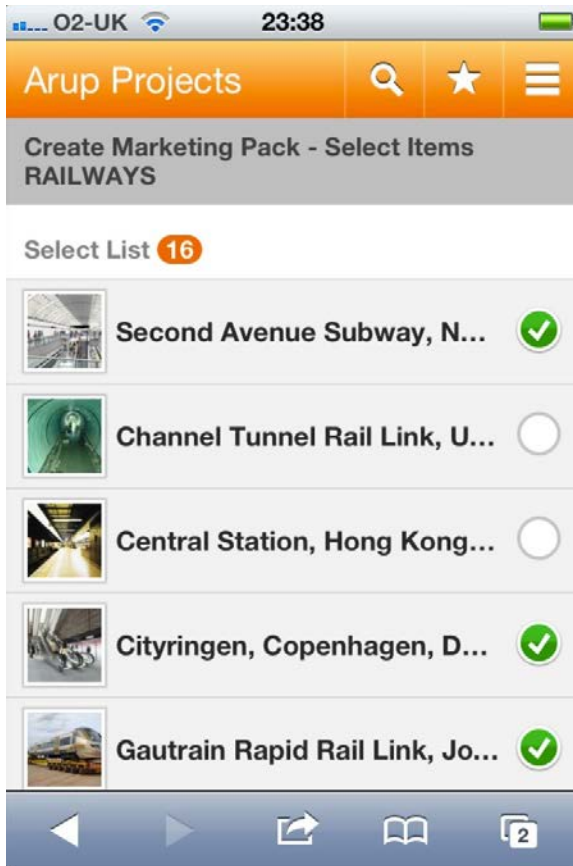 O2-UK 23:38
Arup Projects
Create Marketing Pack - Select Items
RAILWAYS
Select List 16
Second Avenue Subway, N...
Channel Tunnel Rail Link, U...
Central Station, Hong Kong...
Cityringen, Copenhagen, D...
Gautrain Rapid Rail Link, Jo...
2